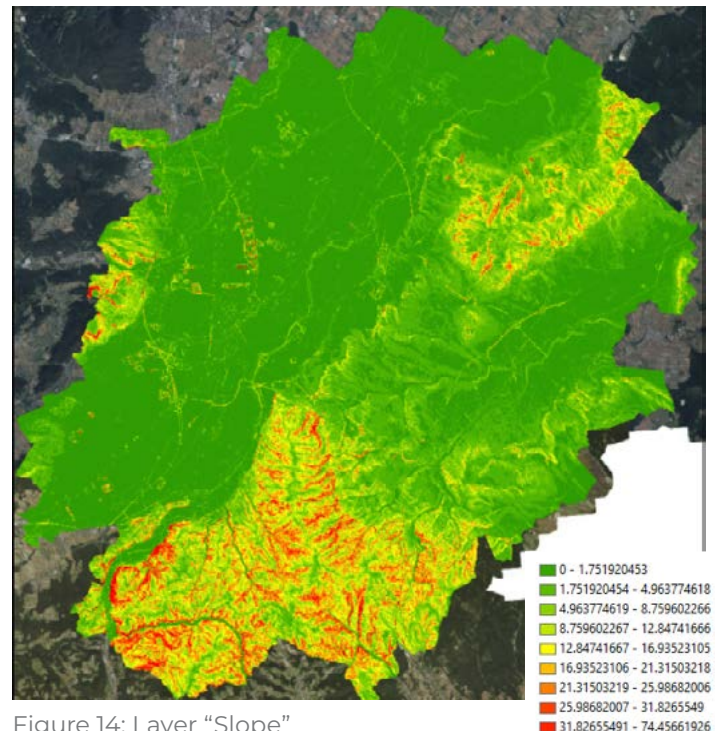 0 - 1.751920453
1.751920454 - 4.963774618
4.963774619 - 8.759602266
8.759602267 - 12.84741666
12.84741667 - 16.93523105
16.93523106 - 21.31503218
21.31503219 - 25.98682006
25.98682007 - 31.8265549
31.82655491 - 74.45661926
Figure 14: Layer “Slope”